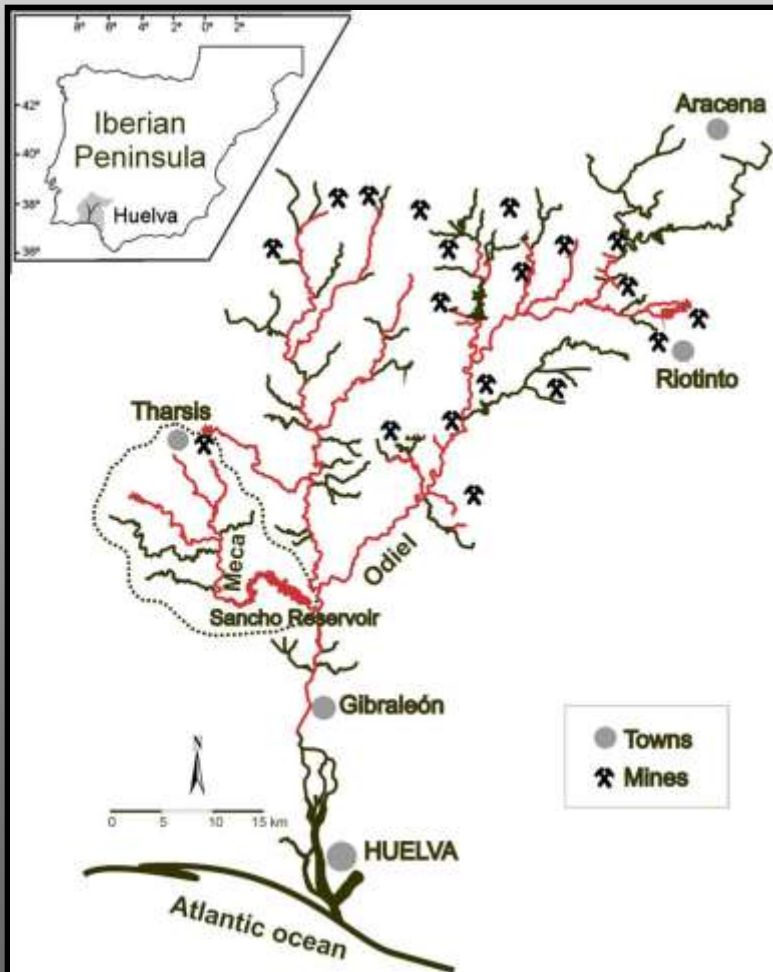 8° 6° 4° 2° 0° 2°
42°
40°
38°
36°
Iberian
Peninsula
Huelva
Aracena
Riotinto
Tharsis
Meca
Odiel
Sancho Reservoir
Gibraleón
N
0 5 10 15 km
Towns
Mines
HUELVA
Atlantic ocean